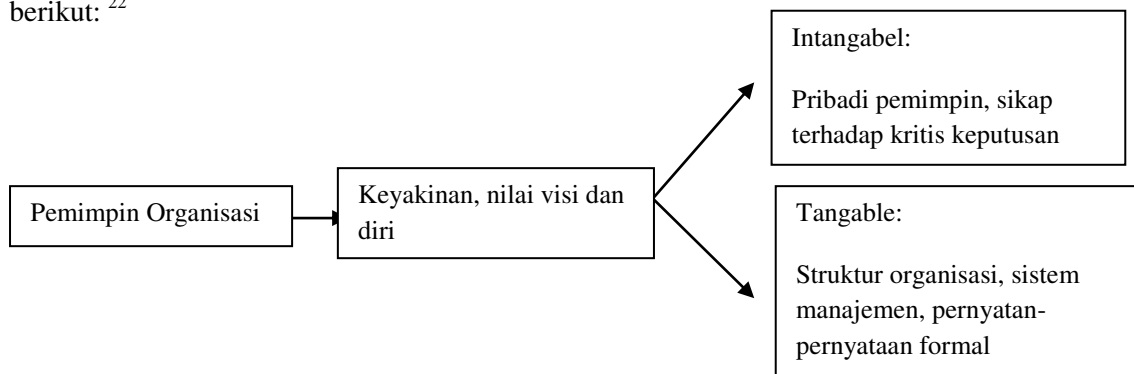 berikut: 22
Intangabel:
Pribadi pemimpin, sikap
terhadap kritis keputusan
Pemimpin Organisasi
Keyakinan, nilai visi dan
diri
Tangable:
Struktur organisasi, sistem
manajemen, pernyatan-
pernyataan formal